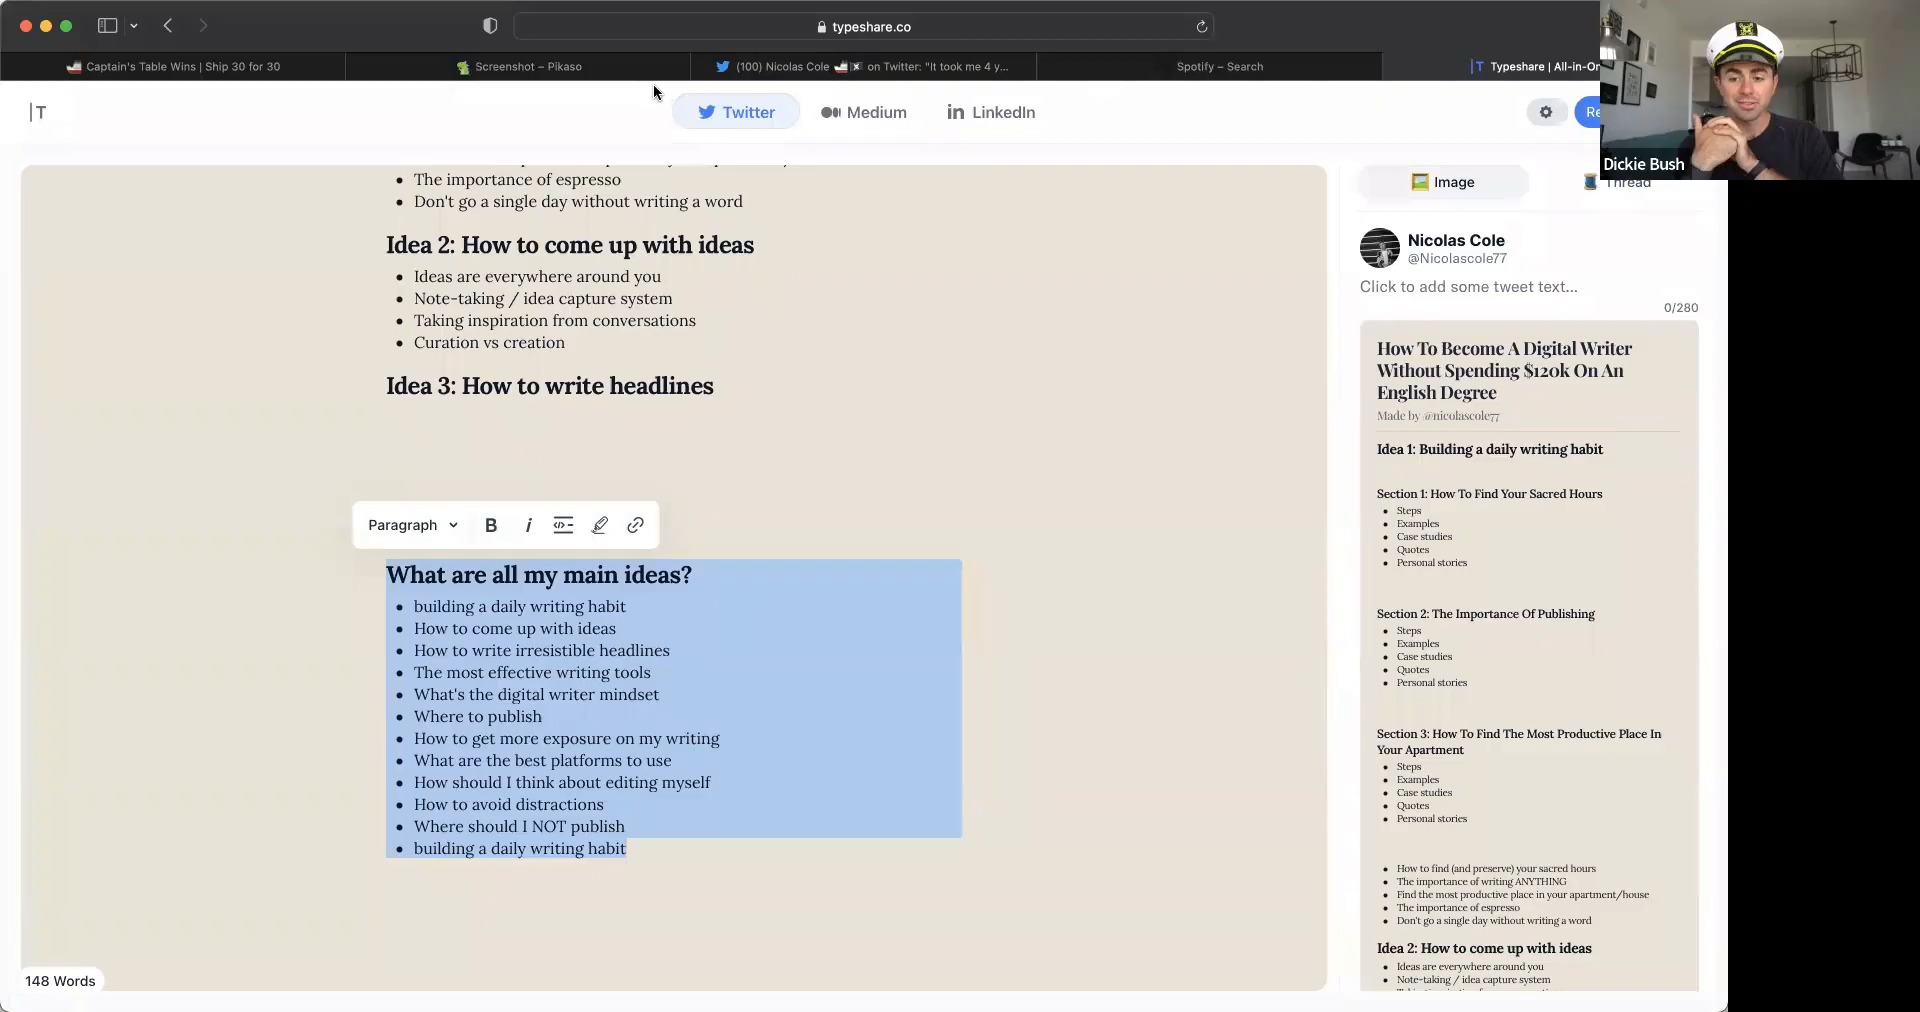 typeshare.co
Captain's Table Wins | Ship 30 for 30
Screenshot – Pikaso
(100) Nicolas Cole on Twitter: "It took me 4 y...
Spotify – Search
Typeshare | All-in-On
|T
Twitter
Medium
LinkedIn
Re
Dickie Bush
The importance of espresso
Don't go a single day without writing a word
Idea 2: How to come up with ideas
Ideas are everywhere around you
Note-taking / idea capture system
Taking inspiration from conversations
Curation vs creation
Idea 3: How to write headlines
Paragraph
B
i
What are all my main ideas?
building a daily writing habit
How to come up with ideas
How to write irresistible headlines
The most effective writing tools
What's the digital writer mindset
Where to publish
How to get more exposure on my writing
What are the best platforms to use
How should I think about editing myself
How to avoid distractions
Where should I NOT publish
building a daily writing habit
148 Words
Image
Thread
Nicolas Cole
@Nicolascole77
Click to add some tweet text...
0/280
How To Become A Digital Writer
Without Spending $120k On An
English Degree
Made by @nicolascole77
Idea 1: Building a daily writing habit
Section 1: How To Find Your Sacred Hours
Steps
Examples
Case studies
Quotes
Personal stories
Section 2: The Importance Of Publishing
Steps
Examples
Case studies
Quotes
Personal stories
Section 3: How To Find The Most Productive Place In
Your Apartment
Steps
Examples
Case studies
Quotes
Personal stories
How to find (and preserve) your sacred hours
The importance of writing ANYTHING
Find the most productive place in your apartment/house
The importance of espresso
Don't go a single day without writing a word
Idea 2: How to come up with ideas
Ideas are everywhere around you
Note-taking / idea capture system